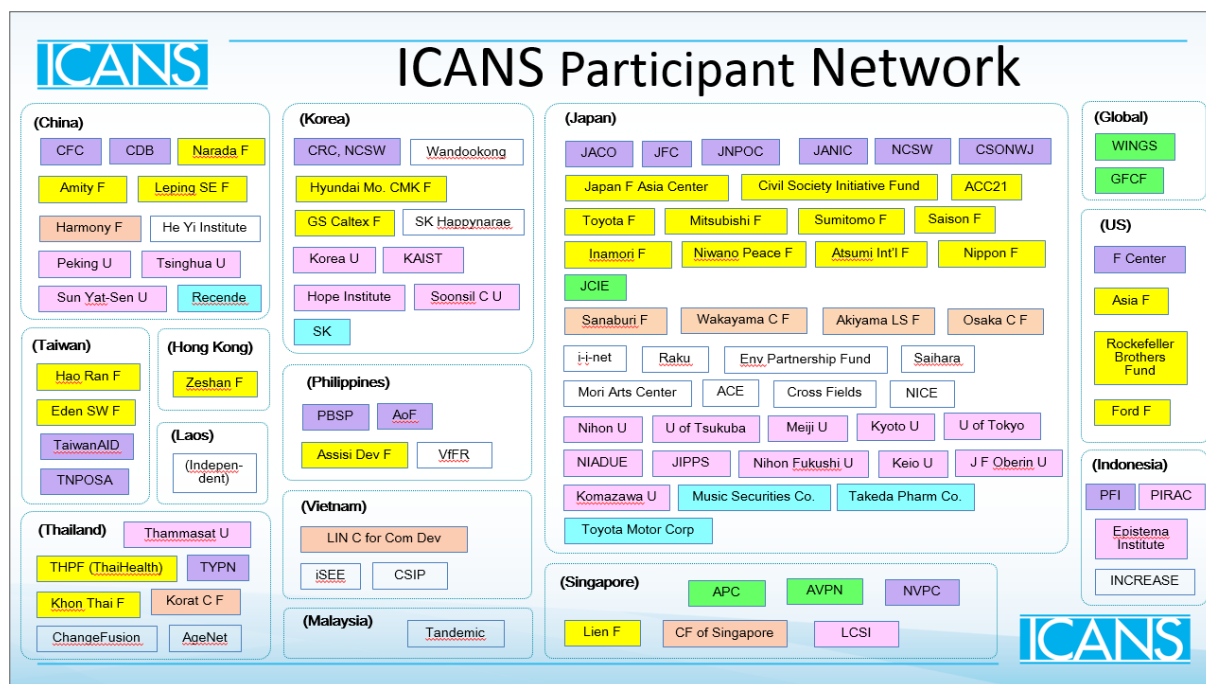 ICANS
ICANS Participant Network
(China)
CFC
CDB
Narada F
Amity F
Leping SE F
Harmony F
He Yi Institute
Peking U
Tsinghua U
Sun Yat-Sen U
Recende
(Taiwan)
Hao Ran F
Eden SW F
TaiwanAID
TNPOSA
(Hong Kong)
Zeshan F
(Laos)
(Indepen-
dent)
(Thailand)
Thammasat U
THPF (ThaiHealth)
TYPN
Khon Thai F
Korat C F
ChangeFusion
AgeNet
(Korea)
CRC, NCSW
Wandookong
Hyundai Mo. CMK F
GS Caltex F
SK Happynarae
Korea U
KAIST
Hope Institute
Soonsil C U
SK
(Philippines)
PBSP
AoF
Assisi Dev F
VfFR
(Vietnam)
LIN C for Com Dev
iSEE
CSIP
(Malaysia)
Tandemic
(Japan)
JACO
JFC
JNPOC
JANIC
NCSW
CSONWJ
Japan F Asia Center
Civil Society Initiative Fund
ACC21
Toyota F
Mitsubishi F
Sumitomo F
Saison F
Inamori F
Niwano Peace F
Atsumi Int'l F
Nippon F
JCIE
Sanaburi F
Wakayama C F
Akiyama LS F
Osaka C F
i-i-net
Raku
Env Partnership Fund
Saihara
Mori Arts Center
ACE
Cross Fields
NICE
Nihon U
U of Tsukuba
Meiji U
Kyoto U
U of Tokyo
NIADUE
JIPPS
Nihon Fukushi U
Keio U
J F Oberin U
Komazawa U
Music Securities Co.
Takeda Pharm Co.
Toyota Motor Corp
(Singapore)
APC
AVPN
NVPC
Lien F
CF of Singapore
LCSI
(Global)
WINGS
GFCF
(US)
F Center
Asia F
Rockefeller
Brothers
Fund
Ford F
(Indonesia)
PFI
PIRAC
Epistema
Institute
INCREASE
ICANS